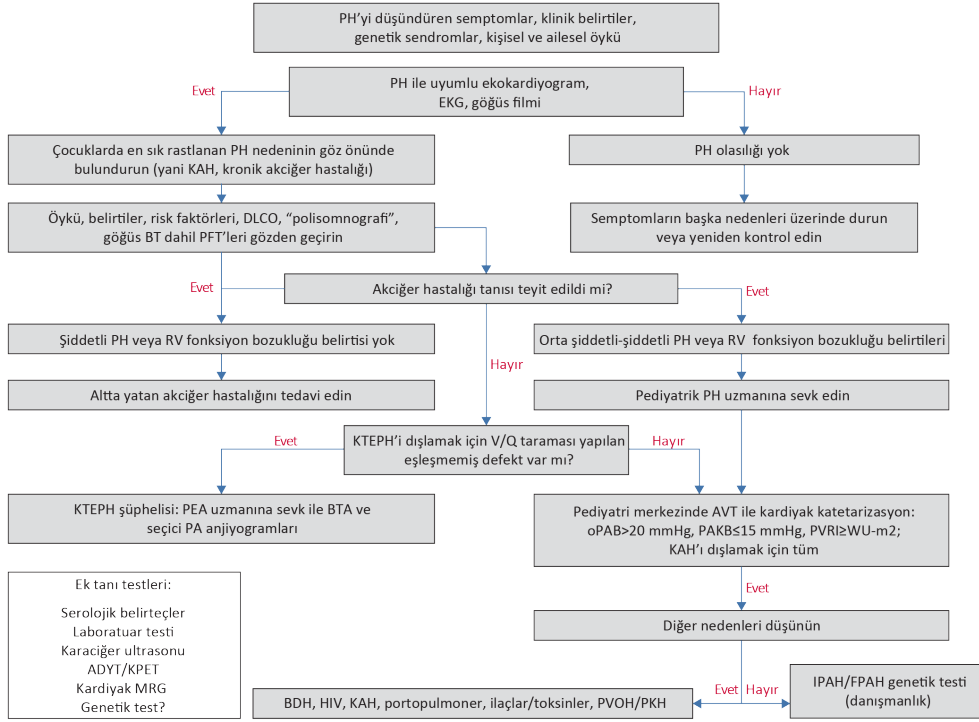 PH'yi düşündüren semptomlar, klinik belirtiler,
genetik sendromlar, kişisel ve ailesel öykü
PH ile uyumlu ekokardiyogram,
EKG, göğüs filmi
Evet
Hayır
Çocuklarda en sık rastlanan PH nedeninin göz önünde
bulundurun (yani KAH, kronik akciğer hastalığı)
PH olasılığı yok
Öykü, belirtiler, risk faktörleri, DLCO, “polisomnografi”,
göğüs BT dahil PFT'leri gözden geçirin
Semptomların başka nedenleri üzerinde durun
veya yeniden kontrol edin
Akciğer hastalığı tanısı teyit edildi mi?
Evet
Evet
Şiddetli PH veya RV fonksiyon bozukluğu belirtisi yok
Orta şiddetli-şiddetli PH veya RV fonksiyon bozukluğu belirtileri
Hayır
Altta yatan akciğer hastalığını tedavi edin
Pediyatrik PH uzmanına sevk edin
KTEPH'i dışlamak için V/Q taraması yapılan
eşleşmemiş defekt var mı?
Evet
Hayır
KTEPH şüphelisi: PEA uzmanına sevk ile BTA ve
seçici PA anjiyogramları
Pediyatri merkezinde AVT ile kardiyak katetarizasyon:
oPAB>20 mmHg, PAKB≤15 mmHg, PVRI≥WU-m2;
KAH'ı dışlamak için tüm
Evet
Ek tanı testleri:
Serolojik belirteçler
Laboratuar testi
Karaciğer ultrasonu
ADYT/KPET
Kardiyak MRG
Genetik test?
Diğer nedenleri düşünün
Evet
Hayır
BDH, HIV, KAH, portopulmoner, ilaçlar/toksinler, PVOH/PKH
IPAH/FPAH genetik testi
(danışmanlık)